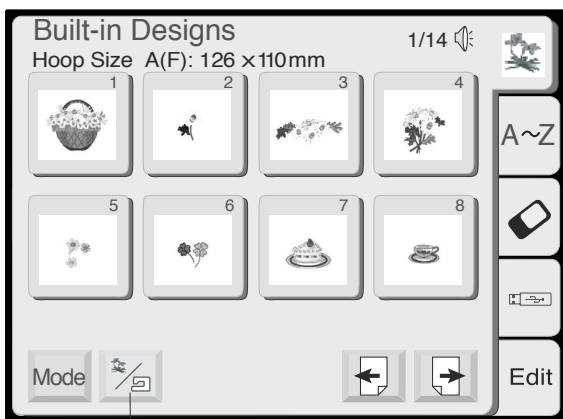 Built-in Designs
1/14
Hoop Size A(F): 126 ×110mm
1 2 3 4
A~Z
5 6 7 8
Mode
Edit